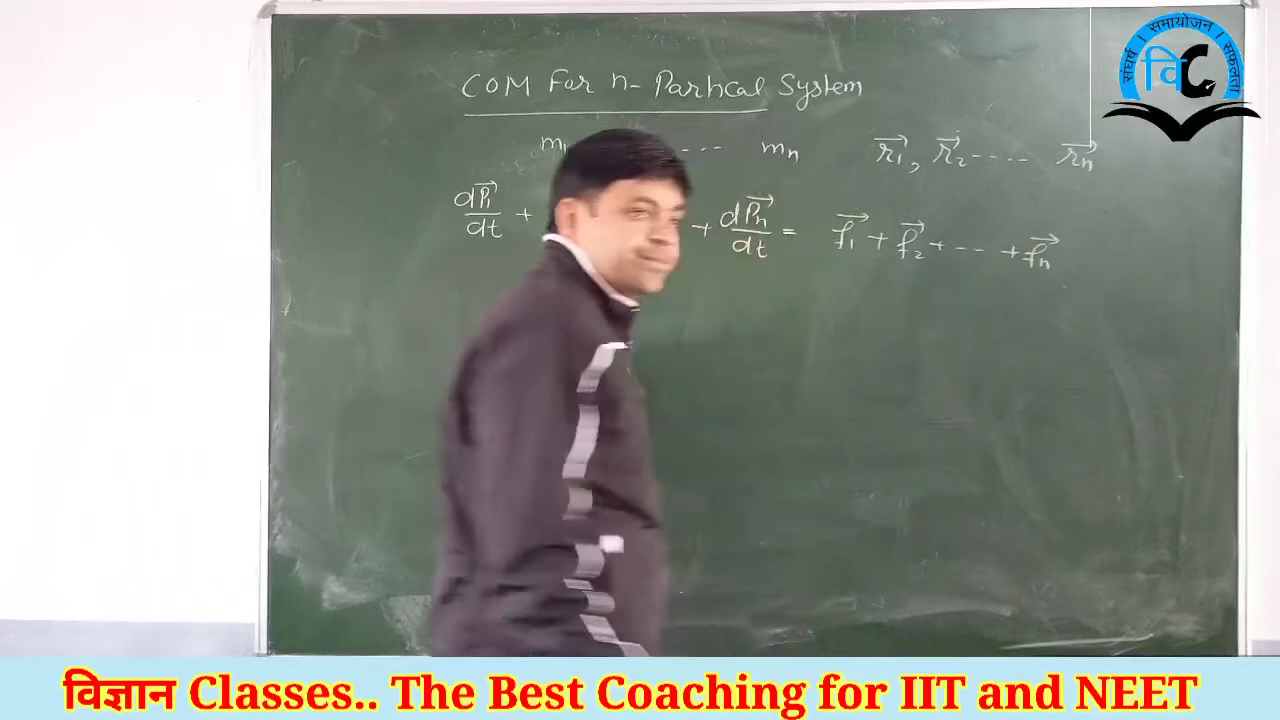 संघर्ष । समायोजन । सफलता
विC
COM For n- Partical System
m₁ .... mₙ r⃗₁, r⃗₂ .... r⃗ₙ
dP⃗₁/dt + + dP⃗ₙ/dt = f⃗₁ + f⃗₂ + --- + f⃗ₙ
विज्ञान Classes.. The Best Coaching for IIT and NEET